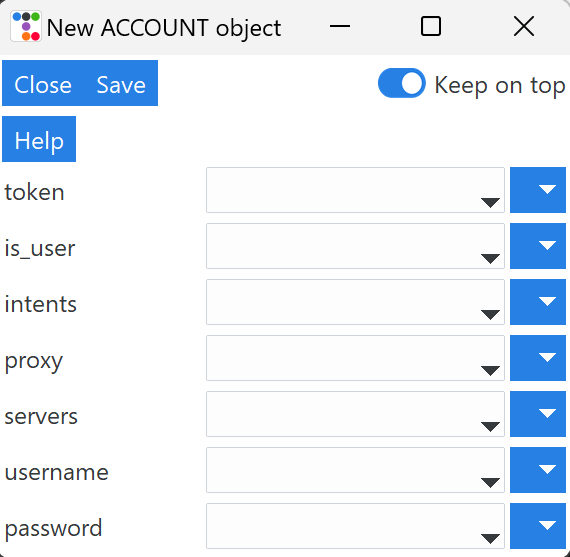 New ACCOUNT object
Close Save Keep on top
Help
token
is_user
intents
proxy
servers
username
password